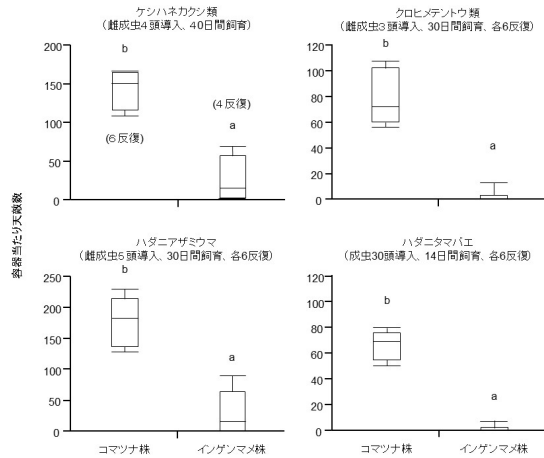 ケシハネカクシ類
(雌成虫4頭導入、40日間飼育)
200
150
100
50
0
b
(6反復)
(4反復)
a
クロヒメテントウ類
(雌成虫3頭導入、30日間飼育、各6反復)
120
100
80
60
40
20
0
b
a
容器当たり天敵数
ハダニアザミウマ
(雌成虫5頭導入、30日間飼育、各6反復)
250
200
150
100
50
0
b
a
コマツナ株
インゲンマメ株
ハダニタマバエ
(成虫30頭導入、14日間飼育、各6反復)
120
100
80
60
40
20
0
b
a
コマツナ株
インゲンマメ株